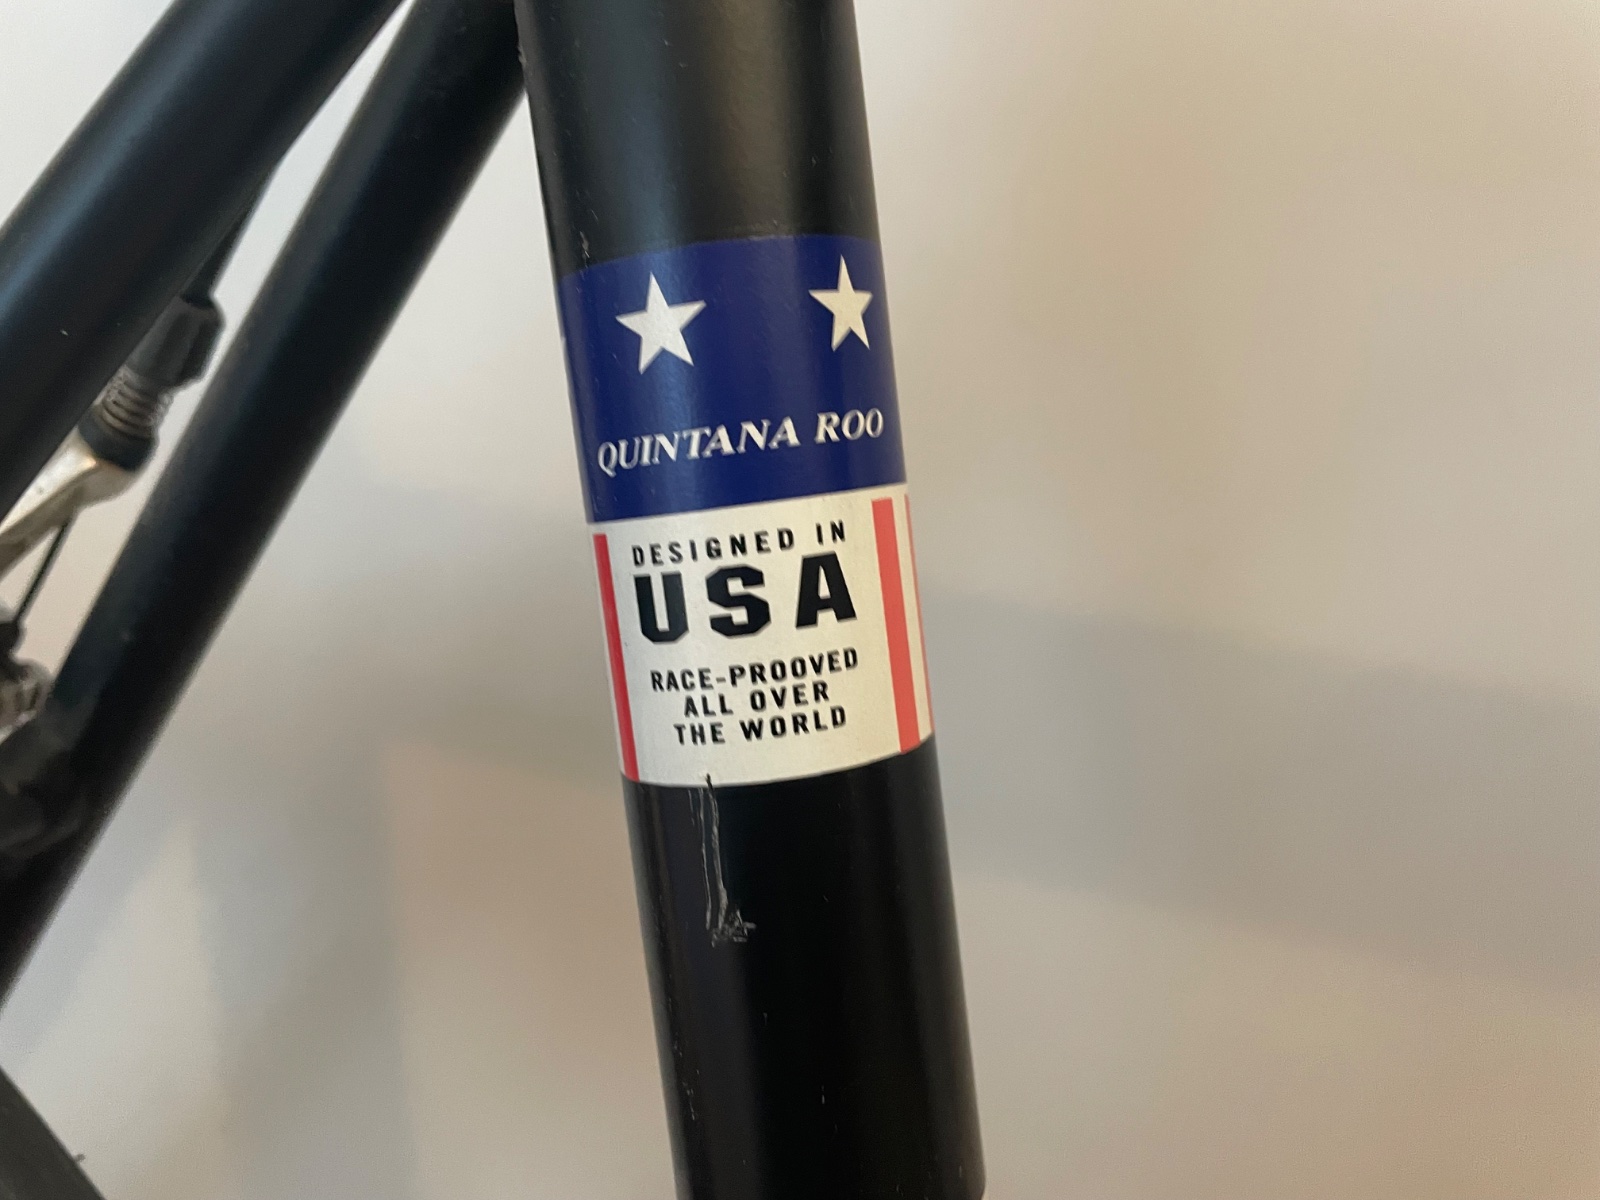 QUINTANA ROO
DESIGNED IN
USA
RACE-PROOVED
ALL OVER
THE WORLD